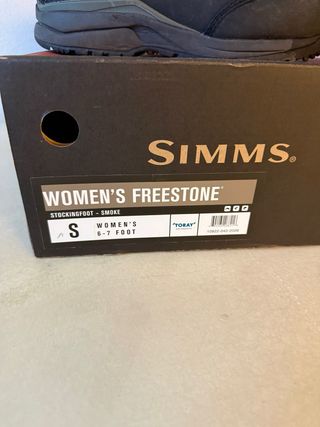 SIMMS®
WOMEN'S FREESTONE®
STOCKINGFOOT - SMOKE
S
WOMEN'S
6-7 FOOT
"TORAY"